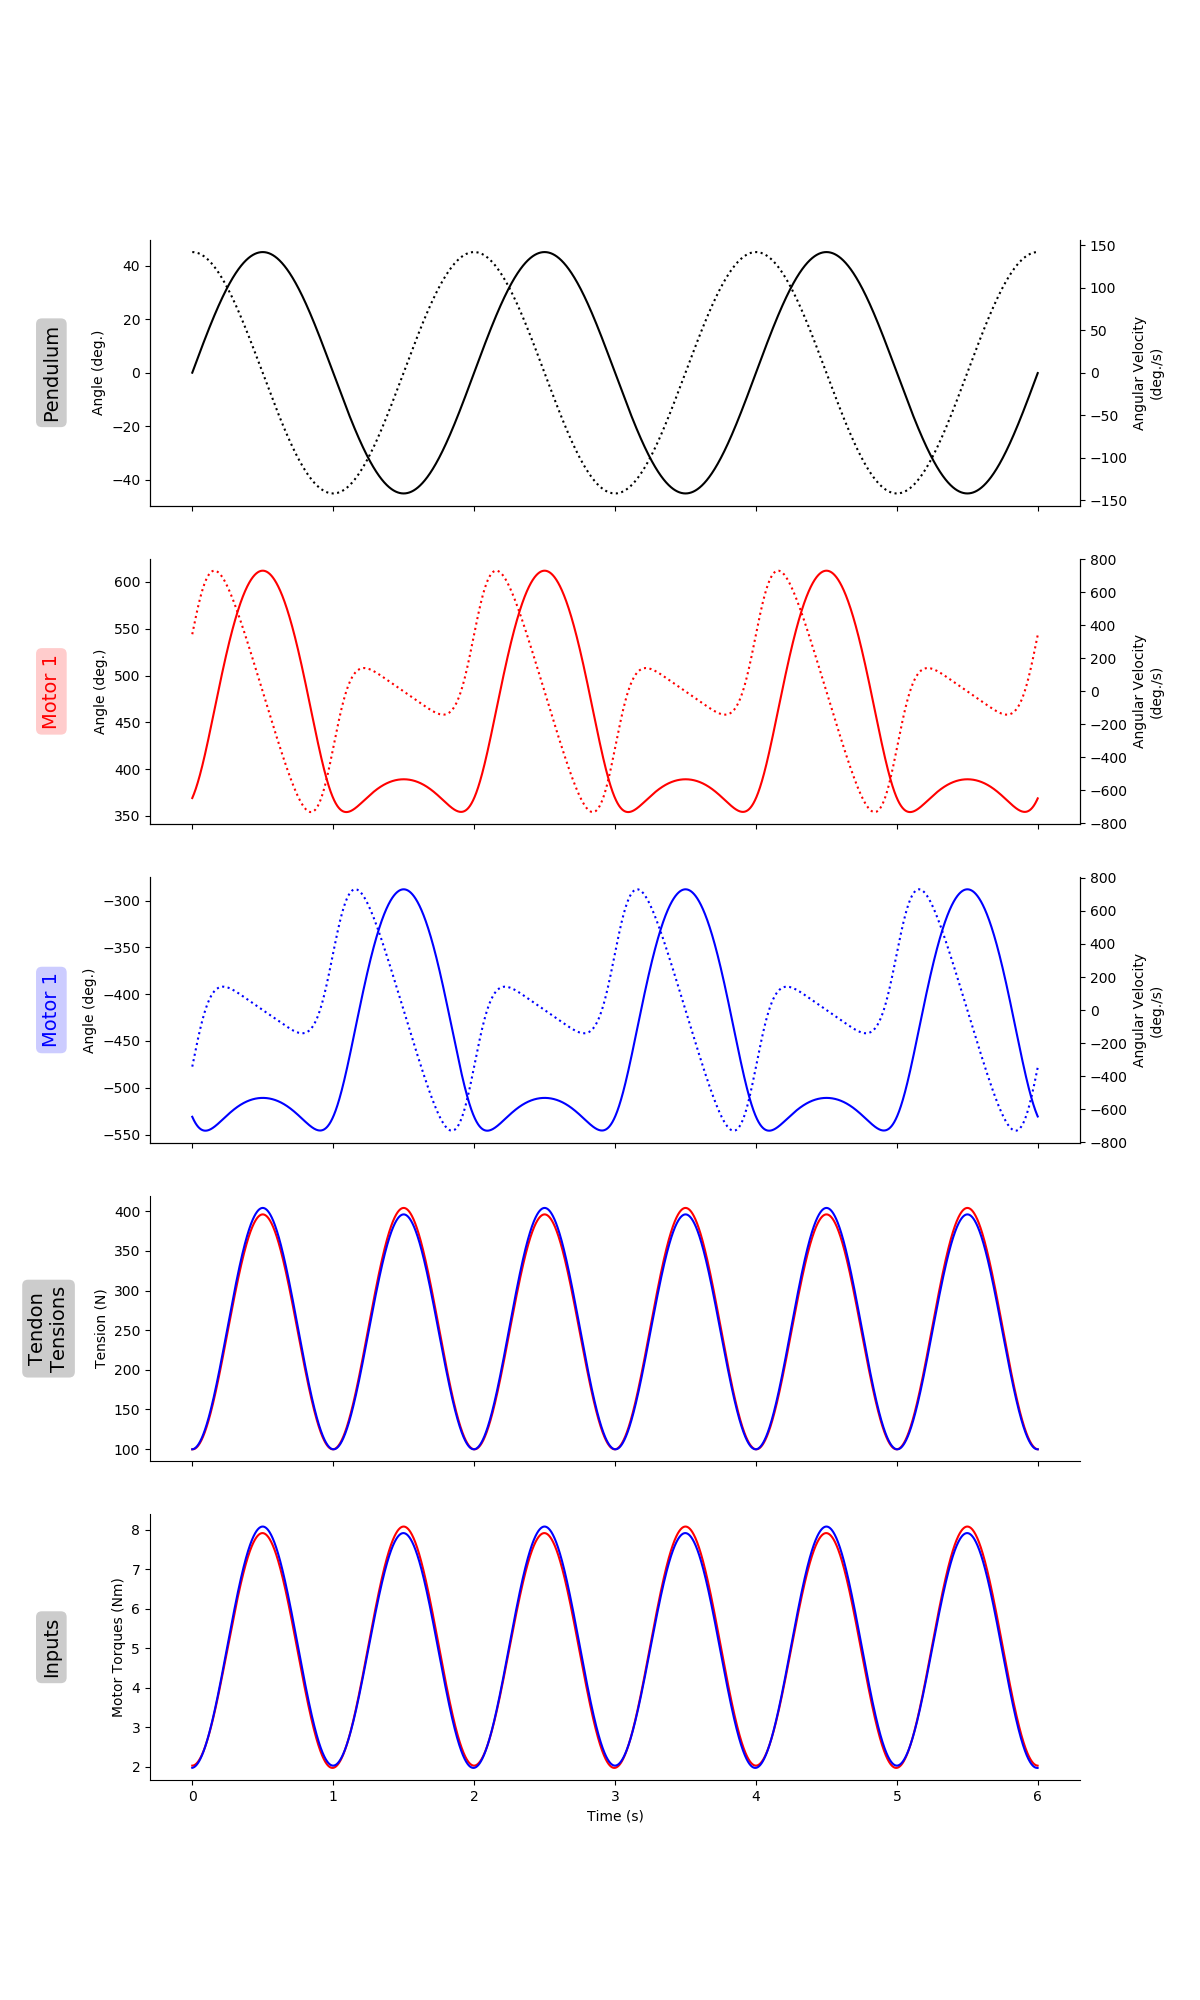 Pendulum
Angle (deg.)
40
20
0
−20
−40
150
100
50
0
−50
−100
−150
Angular Velocity
(deg./s)
Motor 1
Angle (deg.)
600
550
500
450
400
350
800
600
400
200
0
−200
−400
−600
−800
Angular Velocity
(deg./s)
Motor 1
Angle (deg.)
−300
−350
−400
−450
−500
−550
800
600
400
200
0
−200
−400
−600
−800
Angular Velocity
(deg./s)
Tendon
Tensions
Tension (N)
400
350
300
250
200
150
100
Inputs
Motor Torques (Nm)
8
7
6
5
4
3
2
0 1 2 3 4 5 6
Time (s)